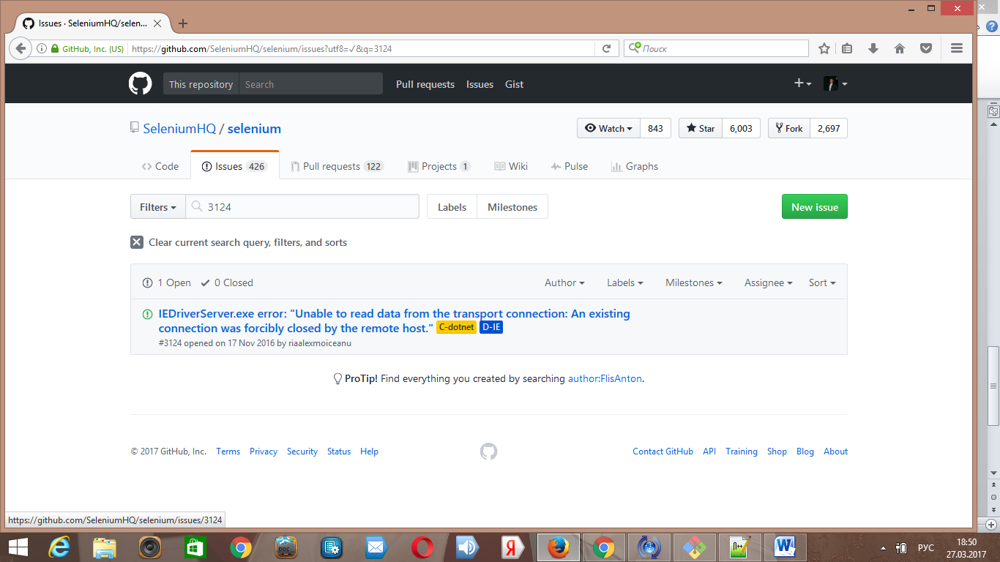 Issues · SeleniumHQ/selen...
GitHub, Inc. (US) https://github.com/SeleniumHQ/selenium/issues?utf8=✓&q=3124
Поиск
This repository Search Pull requests Issues Gist
SeleniumHQ / selenium
Watch 843 Star 6,003 Fork 2,697
Code Issues 426 Pull requests 122 Projects 1 Wiki Pulse Graphs
Filters 3124 Labels Milestones New issue
Clear current search query, filters, and sorts
1 Open 0 Closed Author Labels Milestones Assignee Sort
IEDriverServer.exe error: "Unable to read data from the transport connection: An existing
connection was forcibly closed by the remote host." C-dotnet D-IE
#3124 opened on 17 Nov 2016 by riaalexmoiceanu
ProTip! Find everything you created by searching author:FlisAnton.
© 2017 GitHub, Inc. Terms Privacy Security Status Help Contact GitHub API Training Shop Blog About
https://github.com/SeleniumHQ/selenium/issues/3124
DOC
РУС
18:50
27.03.2017